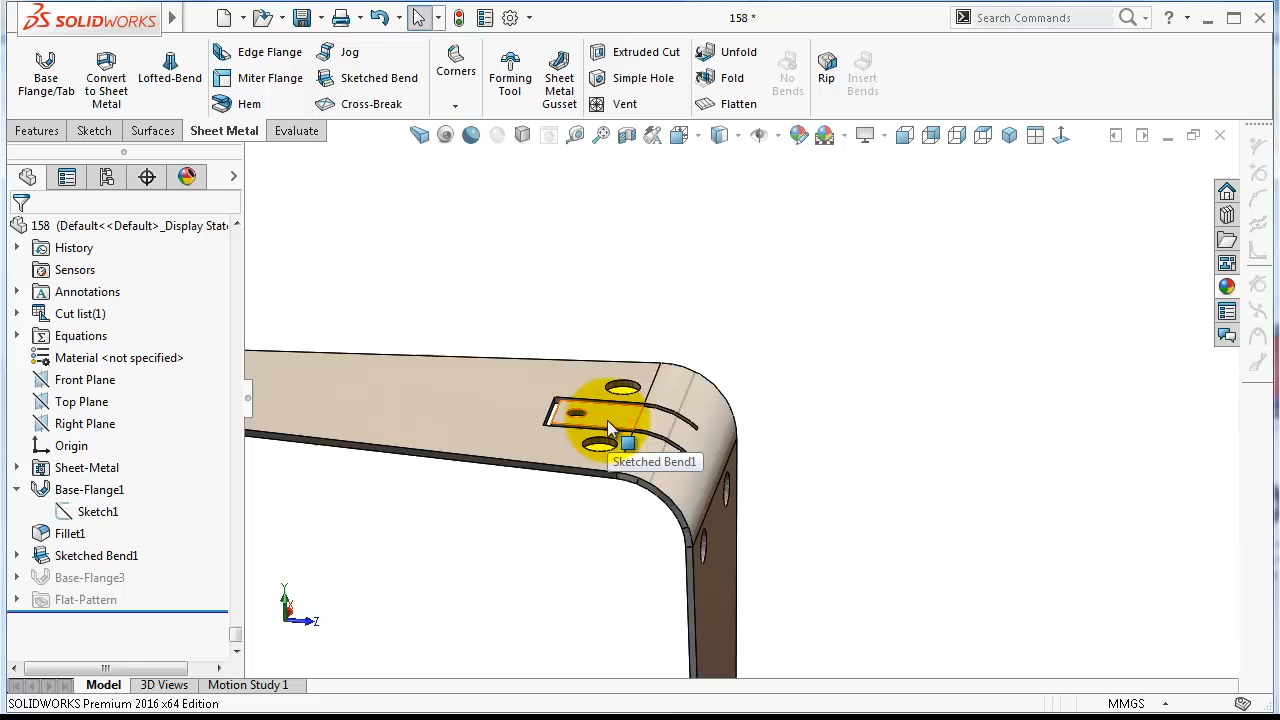 SOLIDWORKS
158 *
Search Commands
Base Flange/Tab
Convert to Sheet Metal
Lofted-Bend
Edge Flange
Miter Flange
Hem
Jog
Sketched Bend
Cross-Break
Corners
Forming Tool
Sheet Metal Gusset
Extruded Cut
Simple Hole
Vent
Unfold
Fold
Flatten
No Bends
Rip
Insert Bends
Features
Sketch
Surfaces
Sheet Metal
Evaluate
158 (Default<<Default>_Display Stat
History
Sensors
Annotations
Cut list(1)
Equations
Material <not specified>
Front Plane
Top Plane
Right Plane
Origin
Sheet-Metal
Base-Flange1
Sketch1
Fillet1
Sketched Bend1
Base-Flange3
Flat-Pattern
Sketched Bend1
Y
Z
Model
3D Views
Motion Study 1
SOLIDWORKS Premium 2016 x64 Edition
MMGS